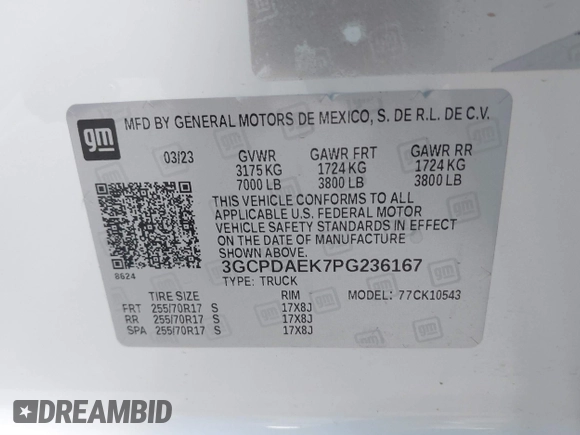 gm MFD BY GENERAL MOTORS DE MEXICO, S. DE R.L. DE C.V.
03/23 GVWR GAWR FRT GAWR RR
3175 KG 1724 KG 1724 KG
7000 LB 3800 LB 3800 LB
THIS VEHICLE CONFORMS TO ALL
APPLICABLE U.S. FEDERAL MOTOR
VEHICLE SAFETY STANDARDS IN EFFECT
ON THE DATE OF MANUFACTURE
SHOWN ABOVE.
8624 3GCPDAEK7PG236167
TYPE: TRUCK
TIRE SIZE RIM MODEL: 77CK10543
FRT 255/70R17 S 17X8J
RR 255/70R17 S 17X8J
SPA 255/70R17 S 17X8J
DREAMBID